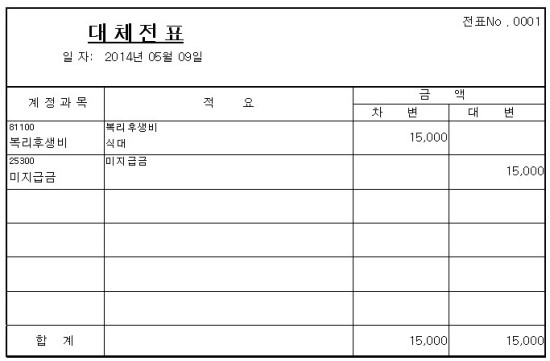 전표No . 0001
대 체 전 표
일 자: 2014년 05월 09일
계 정 과 목 적 요 금 액
차 변 대 변
81100 복리후생비
복리후생비 식대 15,000
25300 미지급금
미지급금 15,000
합 계 15,000 15,000